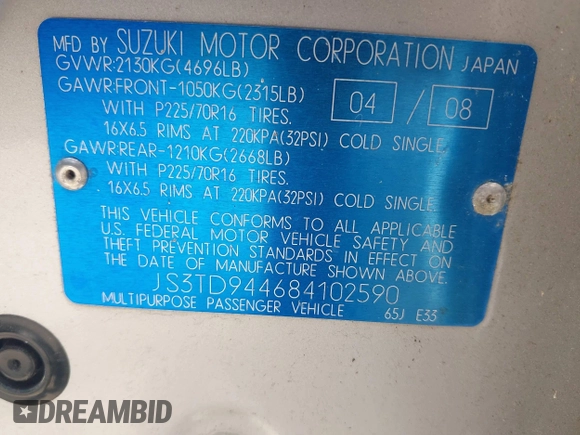 MFD BY SUZUKI MOTOR CORPORATION JAPAN
GVWR:2130KG(4696LB)
GAWR:FRONT-1050KG(2315LB) 04 / 08
WITH P225/70R16 TIRES.
16X6.5 RIMS AT 220KPA(32PSI) COLD SINGLE.
GAWR:REAR-1210KG(2668LB)
WITH P225/70R16 TIRES.
16X6.5 RIMS AT 220KPA(32PSI) COLD SINGLE.
THIS VEHICLE CONFORMS TO ALL APPLICABLE
U.S. FEDERAL MOTOR VEHICLE SAFETY AND
THEFT PREVENTION STANDARDS IN EFFECT ON
THE DATE OF MANUFACTURE SHOWN ABOVE.
JS3TD944684102590
MULTIPURPOSE PASSENGER VEHICLE 65J E33
DREAMBID